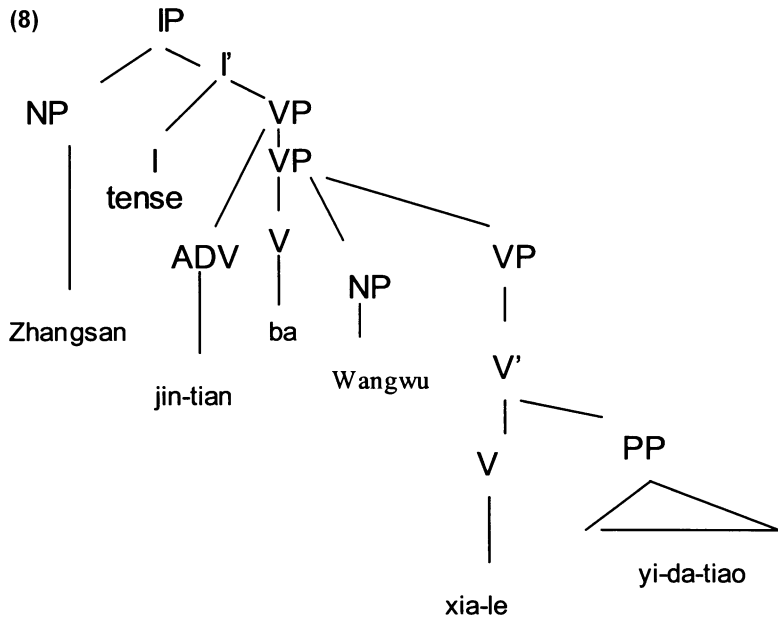 (8)
IP
I'
NP
VP
I
VP
tense
V
ADV
VP
NP
Zhangsan
ba
V'
Wangwu
jin-tian
PP
V
yi-da-tiao
xia-le